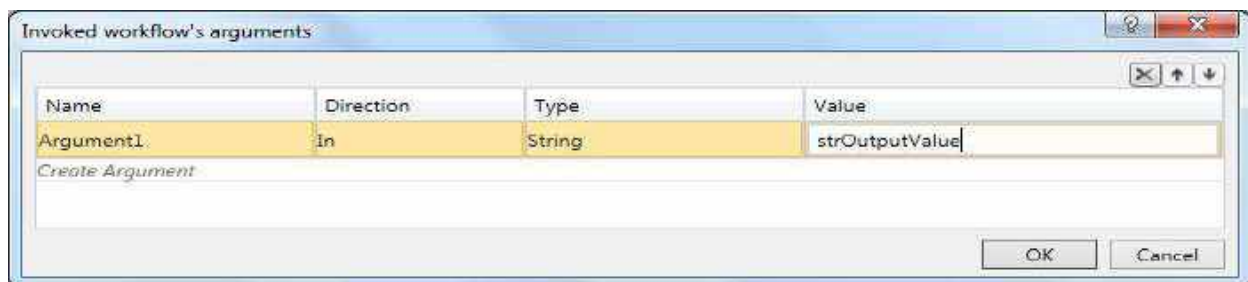 Invoked workflow's arguments
Name Direction Type Value
Argument1 In String strOutputValue
Create Argument
OK Cancel